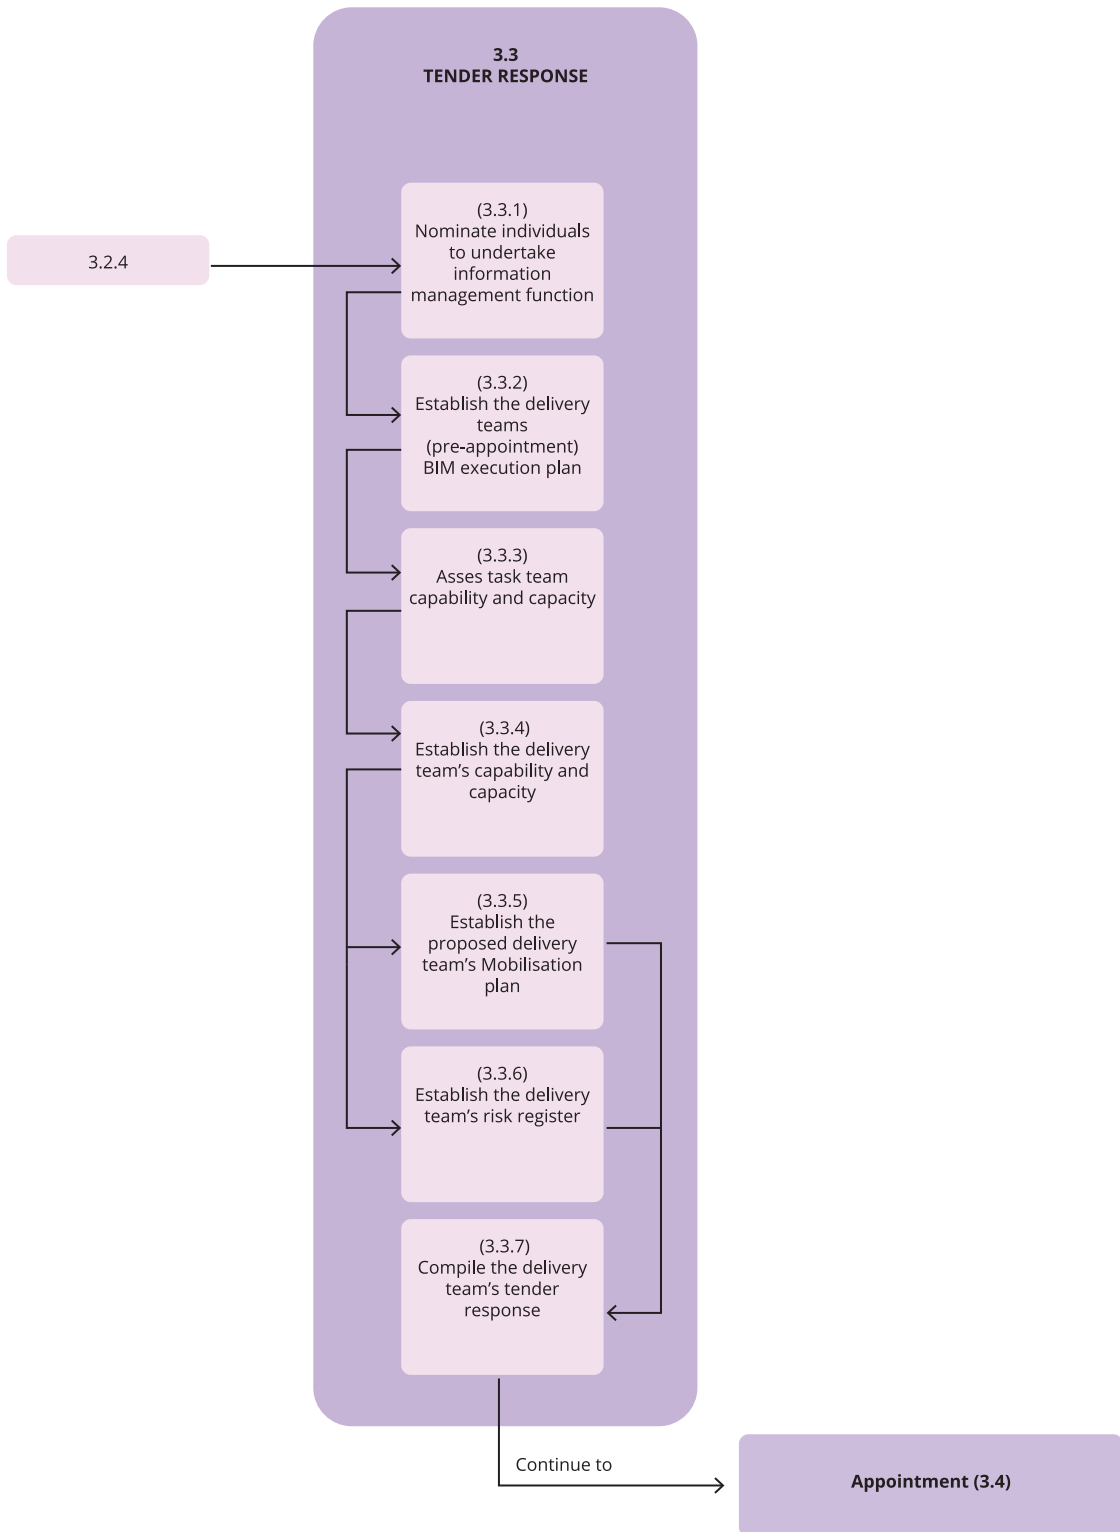 3.3
TENDER RESPONSE
3.2.4
(3.3.1)
Nominate individuals
to undertake
information
management function
(3.3.2)
Establish the delivery
teams
(pre-appointment)
BIM execution plan
(3.3.3)
Asses task team
capability and capacity
(3.3.4)
Establish the delivery
team’s capability and
capacity
(3.3.5)
Establish the
proposed delivery
team’s Mobilisation
plan
(3.3.6)
Establish the delivery
team’s risk register
(3.3.7)
Compile the delivery
team’s tender
response
Continue to
Appointment (3.4)